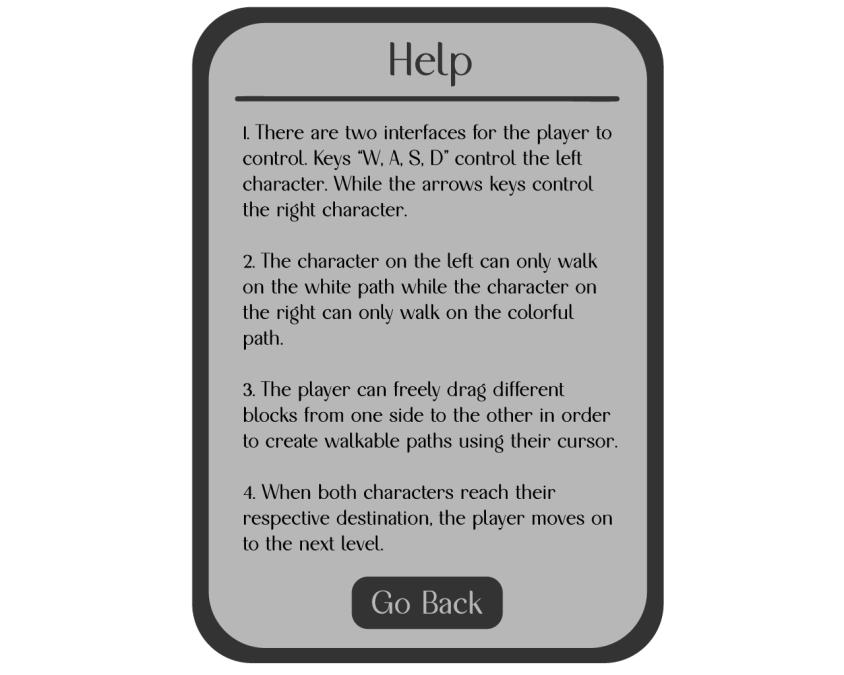 Help
1. There are two interfaces for the player to
control. Keys “W, A, S, D” control the left
character. While the arrows keys control
the right character.
2. The character on the left can only walk
on the white path while the character on
the right can only walk on the colorful
path.
3. The player can freely drag different
blocks from one side to the other in order
to create walkable paths using their cursor.
4. When both characters reach their
respective destination, the player moves on
to the next level.
Go Back